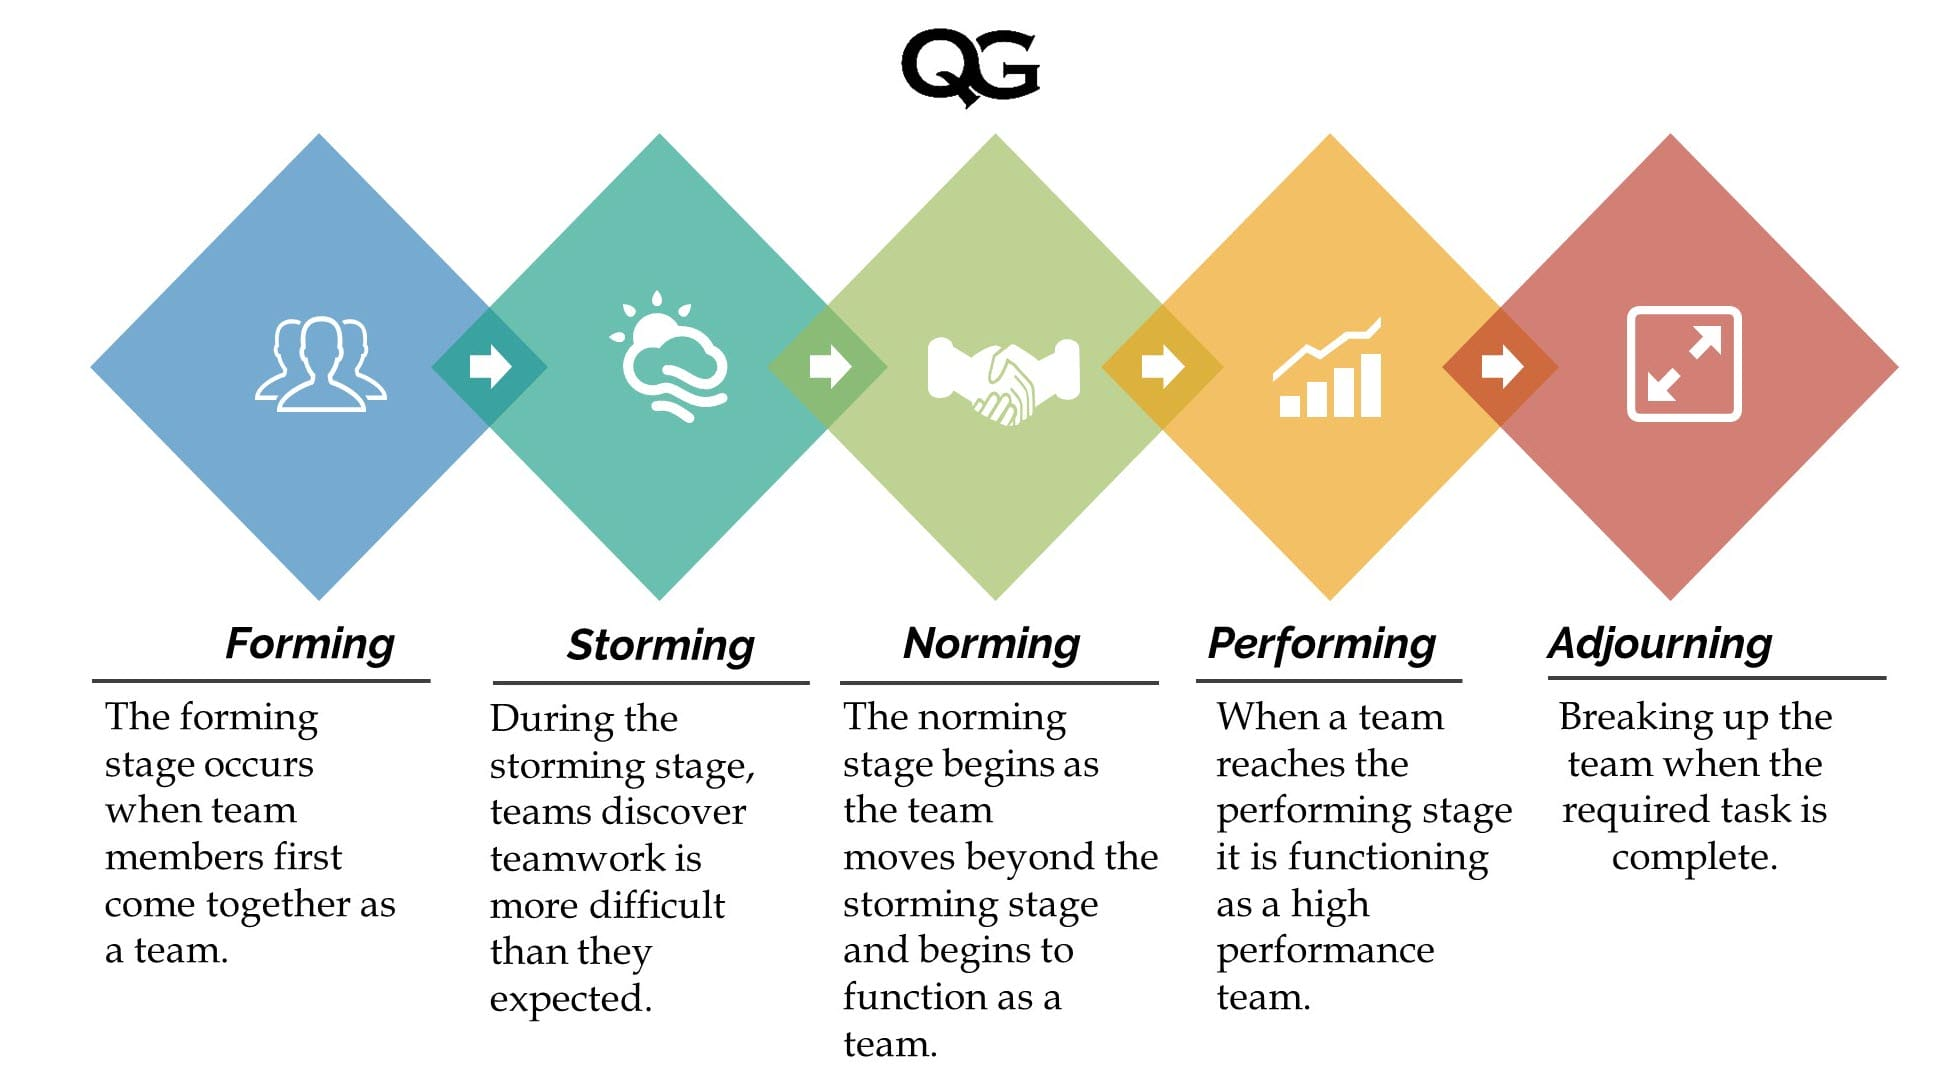 QG
Forming
The forming
stage occurs
when team
members first
come together as
a team.
Storming
During the
storming stage,
teams discover
teamwork is
more difficult
than they
expected.
Norming
The norming
stage begins as
the team
moves beyond the
storming stage
and begins to
function as a
team.
Performing
When a team
reaches the
performing stage
it is functioning
as a high
performance
team.
Adjourning
Breaking up the
team when the
required task is
complete.